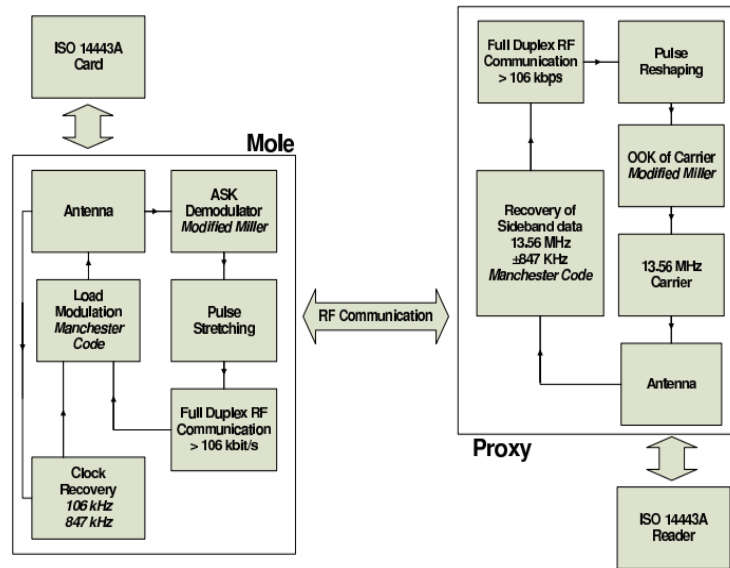 ISO 14443A
Card
Mole
Antenna
ASK
Demodulator
Modified Miller
Load
Modulation
Manchester
Code
Pulse
Stretching
Full Duplex RF
Communication
> 106 kbit/s
Clock
Recovery
106 kHz
847 kHz
RF Communication
Full Duplex RF
Communication
> 106 kbps
Pulse
Reshaping
OOK of Carrier
Modified Miller
Recovery of
Sideband data
13.56 MHz
±847 KHz
Manchester Code
13.56 MHz
Carrier
Antenna
Proxy
ISO 14443A
Reader